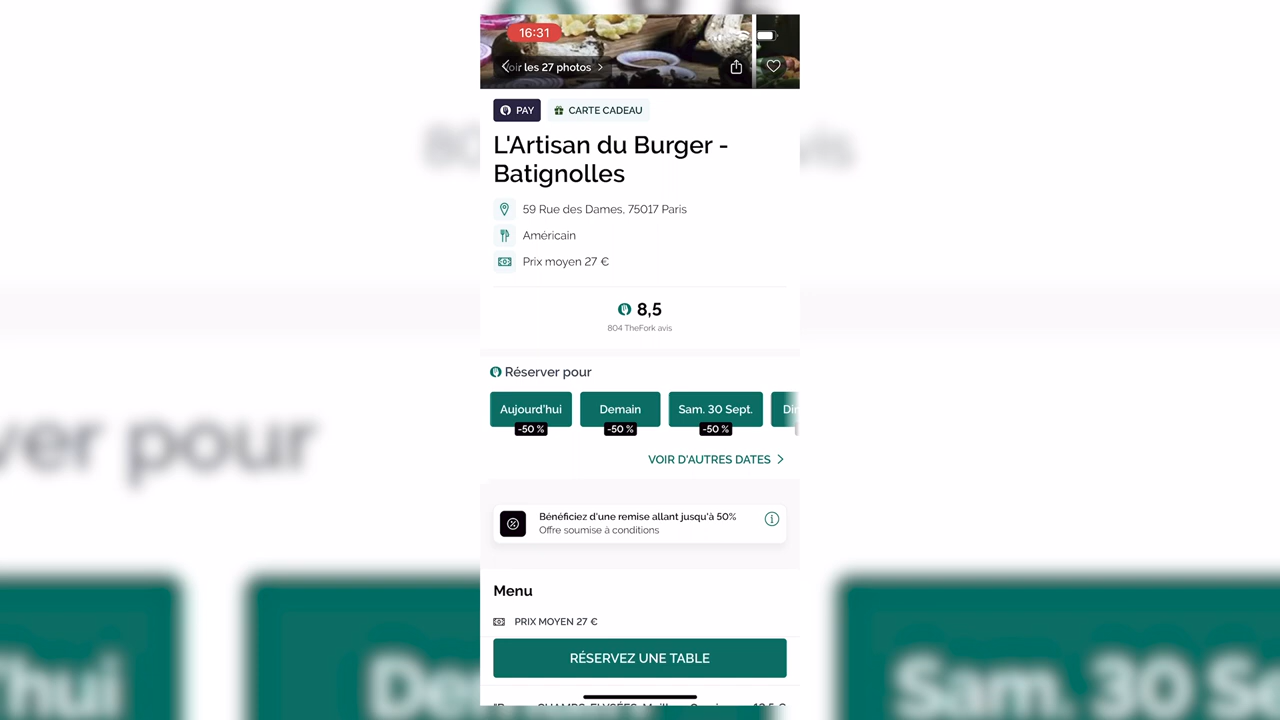 16:31
oir les 27 photos
PAY
CARTE CADEAU
L'Artisan du Burger -
Batignolles
59 Rue des Dames, 75017 Paris
Américain
Prix moyen 27 €
8,5
804 TheFork avis
Réserver pour
Aujourd'hui
Demain
Sam. 30 Sept.
Dir
-50 %
-50 %
-50 %
VOIR D'AUTRES DATES
Bénéficiez d'une remise allant jusqu'à 50%
Offre soumise à conditions
Menu
PRIX MOYEN 27 €
RÉSERVEZ UNE TABLE